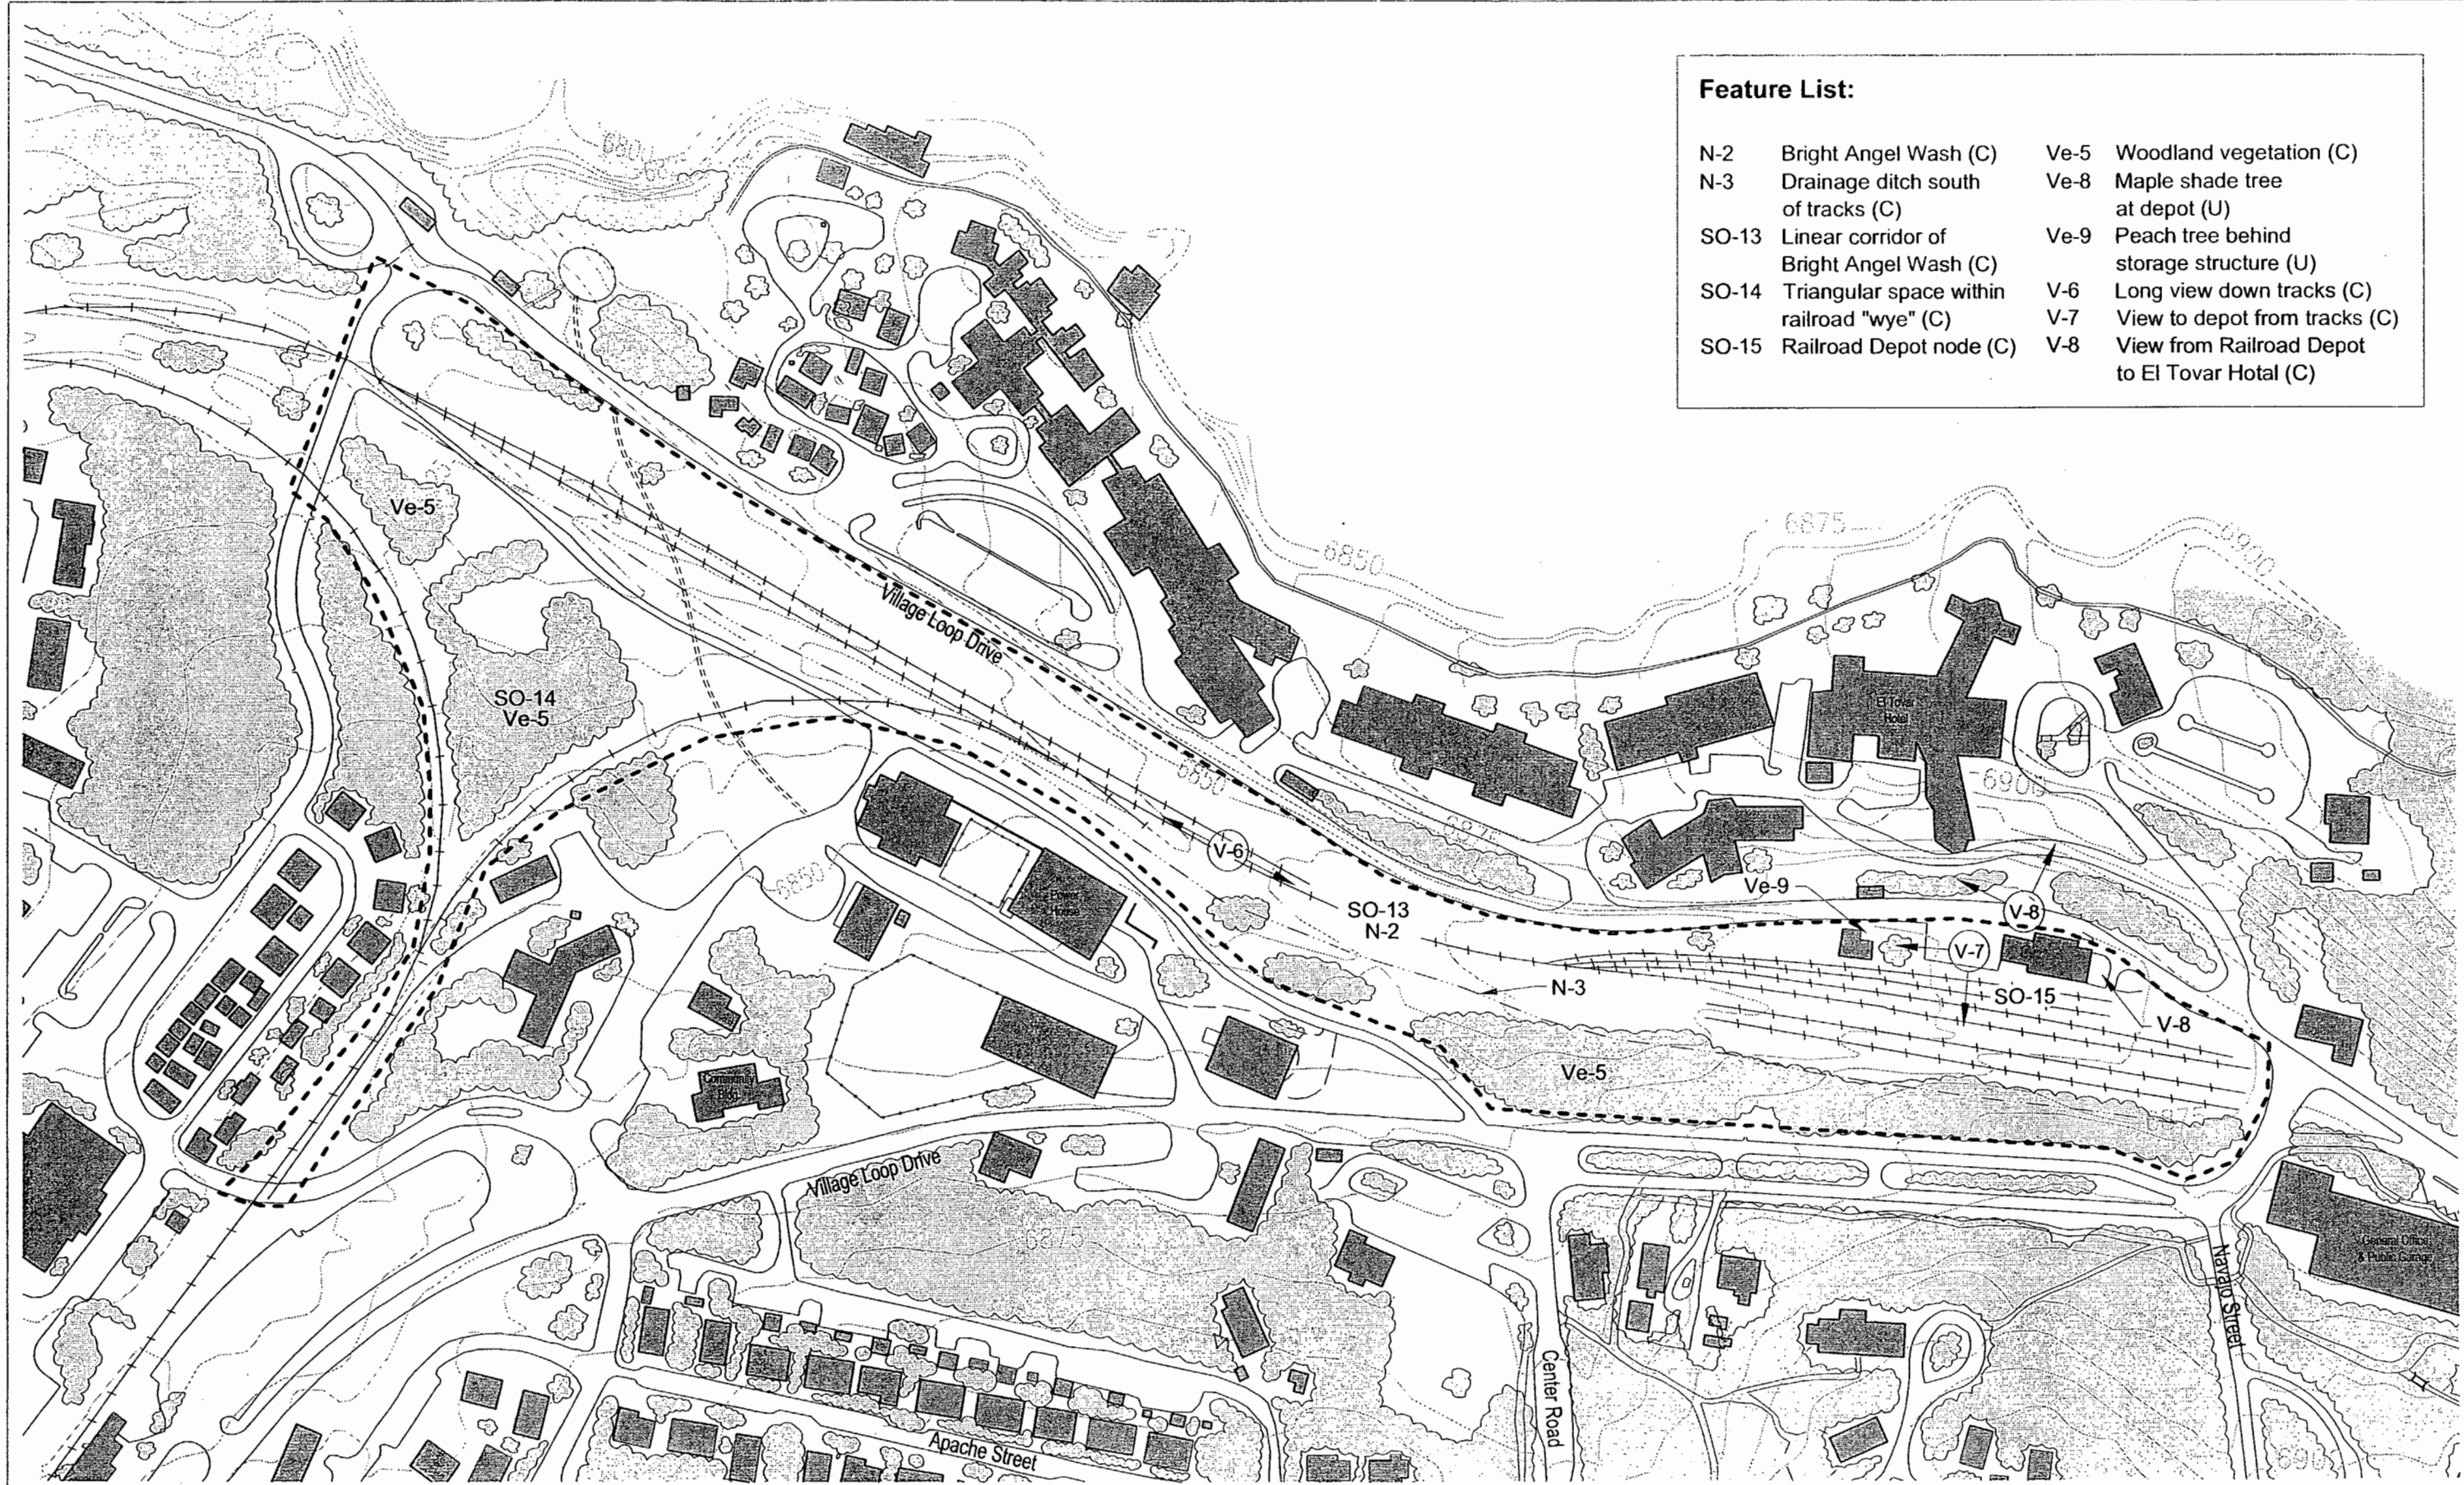 Feature List:
N-2 Bright Angel Wash (C)
N-3 Drainage ditch south
of tracks (C)
SO-13 Linear corridor of
Bright Angel Wash (C)
SO-14 Triangular space within
railroad "wye" (C)
SO-15 Railroad Depot node (C)
Ve-5 Woodland vegetation (C)
Ve-8 Maple shade tree
at depot (U)
Ve-9 Peach tree behind
storage structure (U)
V-6 Long view down tracks (C)
V-7 View to depot from tracks (C)
V-8 View from Railroad Depot
to El Tovar Hotal (C)
Ve-5
6875
6900
6850
Village Loop Drive
SO-14
Ve-5
El Tovar
Hotel
6900
6875
V-6
6850
Power
House
Ve-9
V-8
SO-13
N-2
V-7
N-3
SO-15
V-8
Ve-5
Community
Bldg.
Village Loop Drive
6875
General Office
& Public Garage
Navajo Street
Center Road
Apache Street